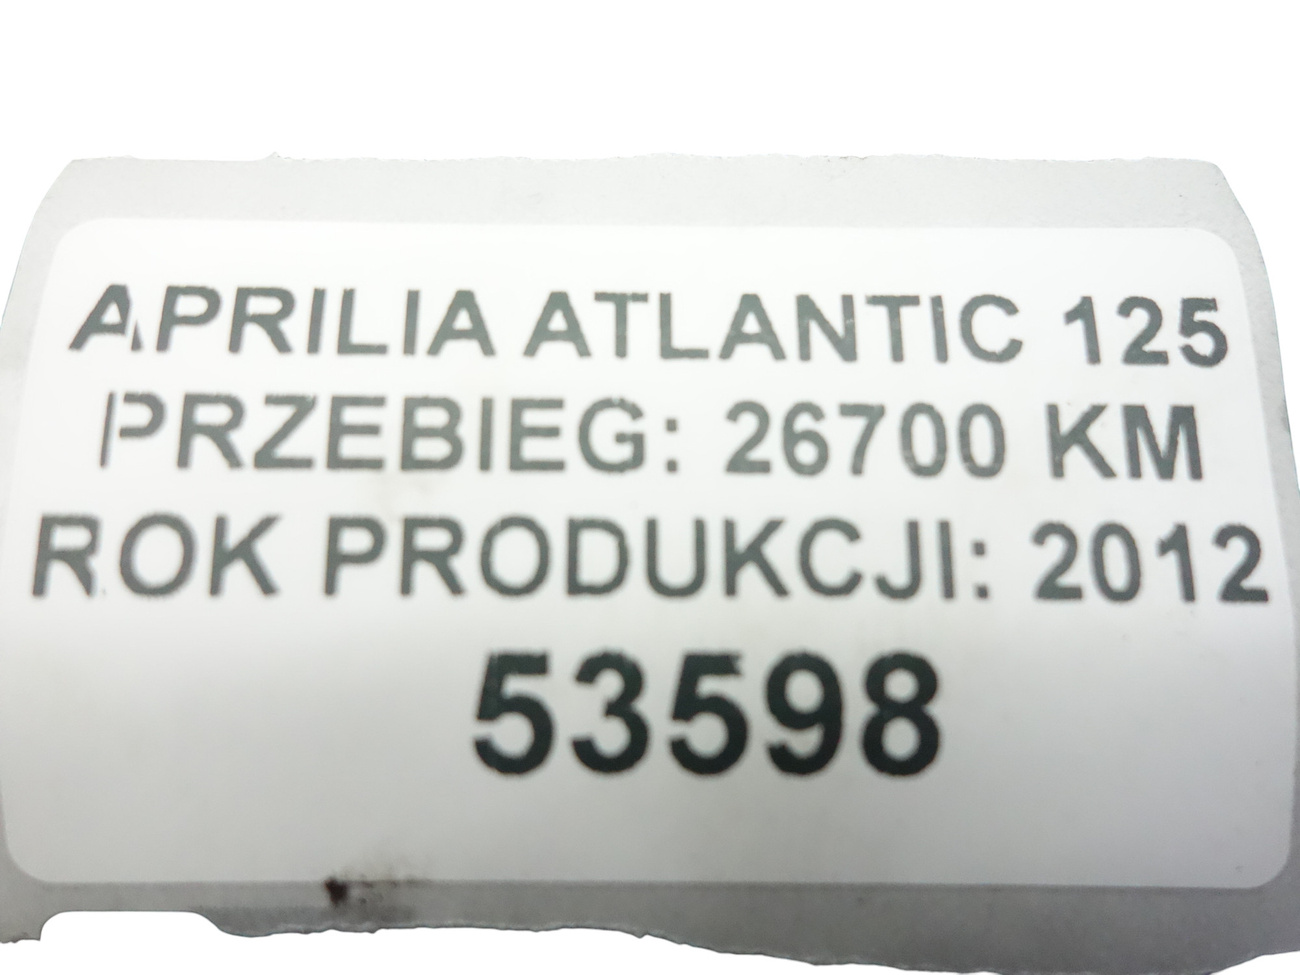 APRILIA ATLANTIC 125
PRZEBIEG: 26700 KM
ROK PRODUKCJI: 2012
53598